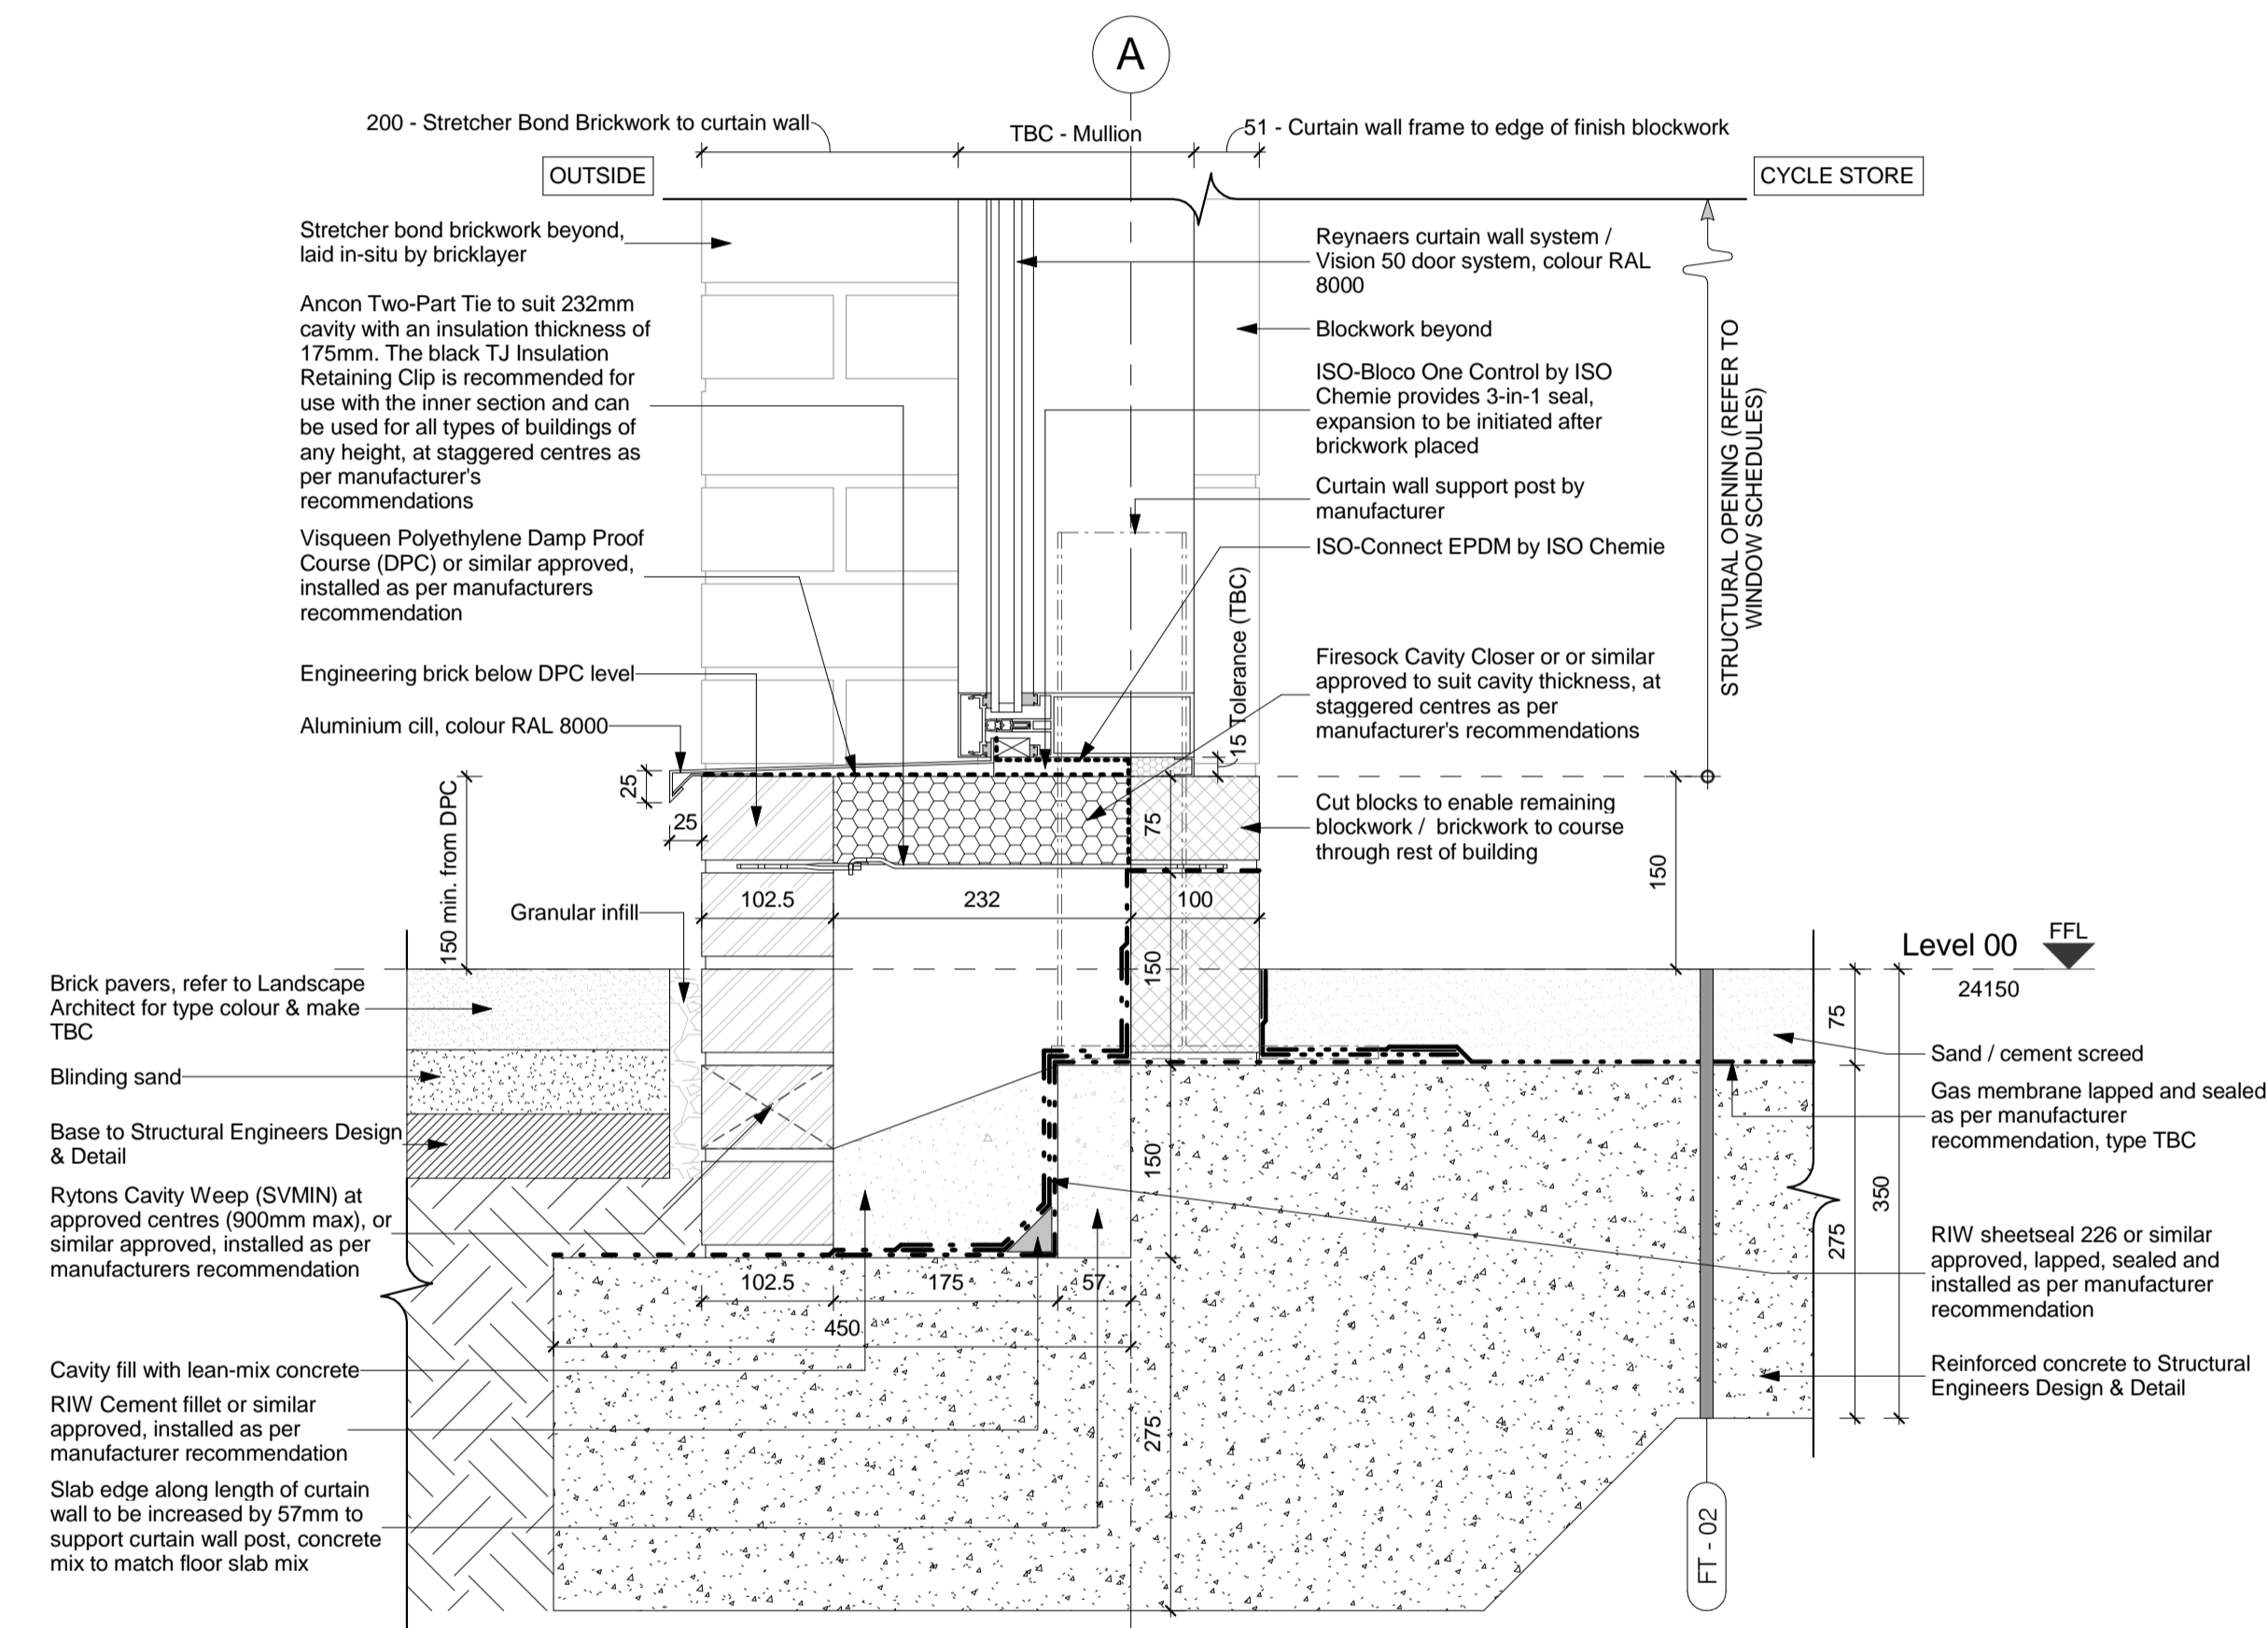 A
200 - Stretcher Bond Brickwork to curtain wall
TBC - Mullion
51 - Curtain wall frame to edge of finish blockwork
OUTSIDE
CYCLE STORE
Stretcher bond brickwork beyond,
laid in-situ by bricklayer
Ancon Two-Part Tie to suit 232mm
cavity with an insulation thickness of
175mm. The black TJ Insulation
Retaining Clip is recommended for
use with the inner section and can
be used for all types of buildings of
any height, at staggered centres as
per manufacturer's
recommendations
Visqueen Polyethylene Damp Proof
Course (DPC) or similar approved,
installed as per manufacturers
recommendation
Engineering brick below DPC level
Aluminium cill, colour RAL 8000
25
25
150 min. from DPC
Granular infill
Brick pavers, refer to Landscape
Architect for type colour & make
TBC
Blinding sand
Base to Structural Engineers Design
& Detail
Rytons Cavity Weep (SVMIN) at
approved centres (900mm max), or
similar approved, installed as per
manufacturers recommendation
Cavity fill with lean-mix concrete
RIW Cement fillet or similar
approved, installed as per
manufacturer recommendation
Slab edge along length of curtain
wall to be increased by 57mm to
support curtain wall post, concrete
mix to match floor slab mix
102.5
232
100
75
150
150
275
102.5
175
57
450
Reynaers curtain wall system /
Vision 50 door system, colour RAL
8000
Blockwork beyond
ISO-Bloco One Control by ISO
Chemie provides 3-in-1 seal,
expansion to be initiated after
brickwork placed
Curtain wall support post by
manufacturer
ISO-Connect EPDM by ISO Chemie
15 Tolerance (TBC)
Firesock Cavity Closer or or similar
approved to suit cavity thickness, at
staggered centres as per
manufacturer's recommendations
Cut blocks to enable remaining
blockwork / brickwork to course
through rest of building
STRUCTURAL OPENING (REFER TO
WINDOW SCHEDULES)
150
Level 00
FFL
24150
75
275
350
Sand / cement screed
Gas membrane lapped and sealed
as per manufacturer
recommendation, type TBC
RIW sheetseal 226 or similar
approved, lapped, sealed and
installed as per manufacturer
recommendation
Reinforced concrete to Structural
Engineers Design & Detail
FT - 02